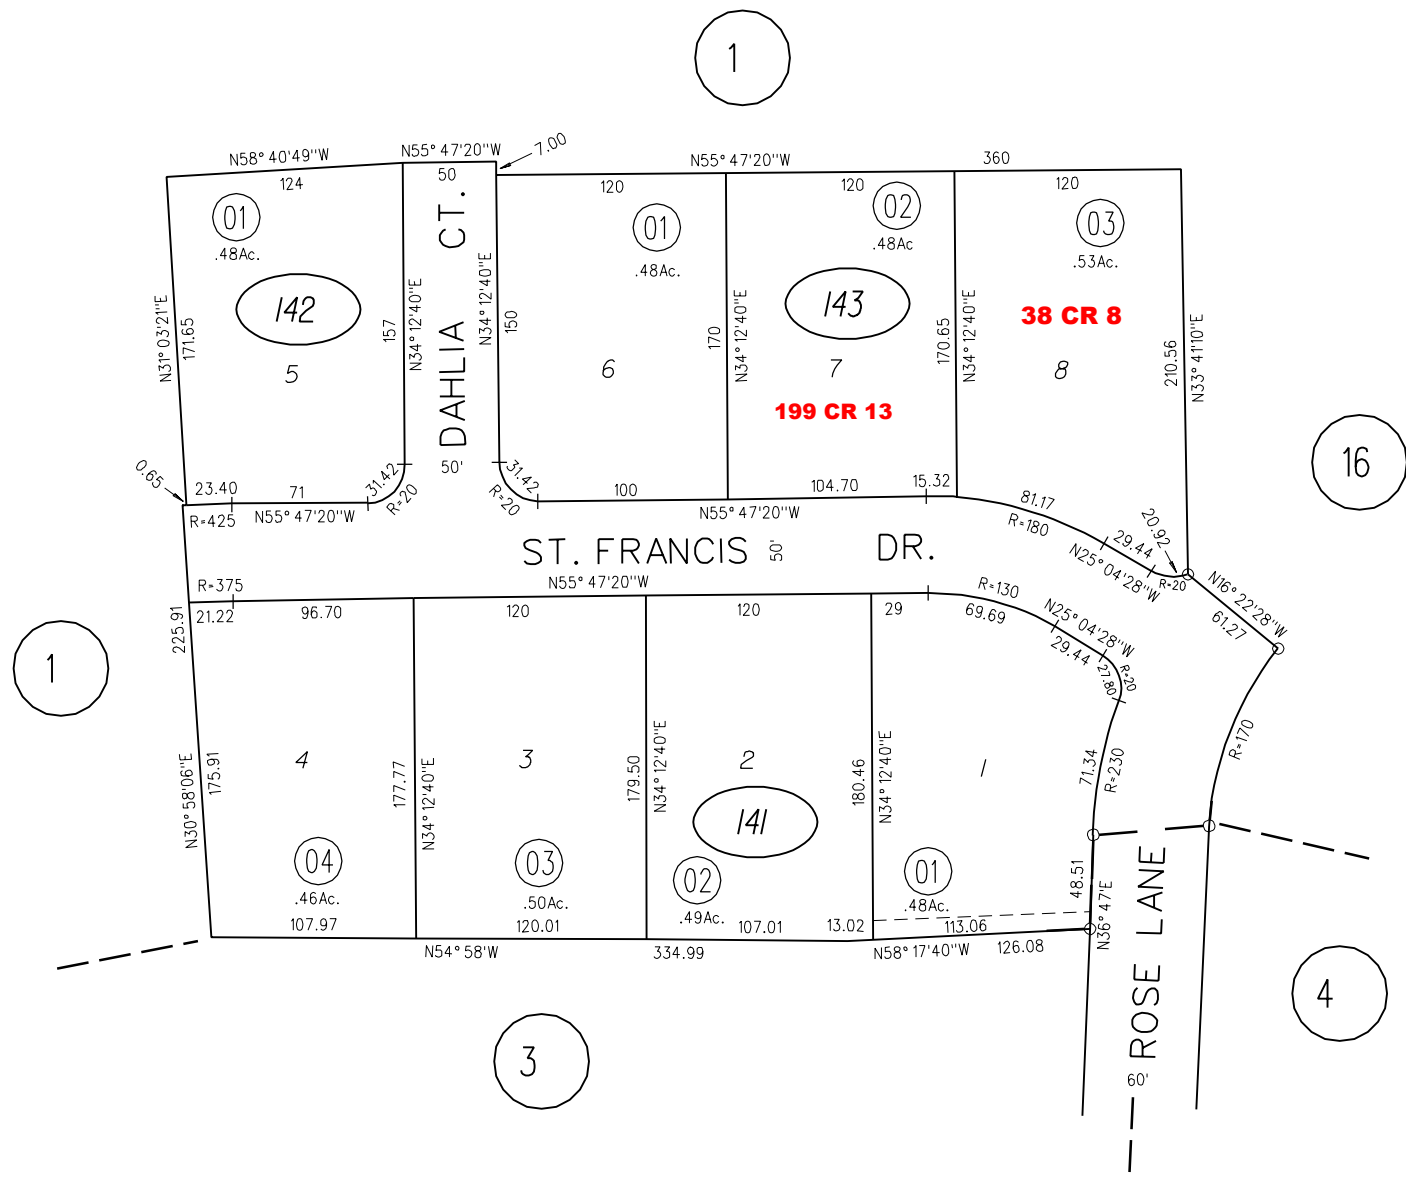 1
N58° 40'49"W
N55° 47'20"W
7.00
N55° 47'20"W
360
124
50
120
120
120
01
.48Ac.
01
.48Ac.
02
.48Ac
03
.53Ac.
142
143
38 CR 8
N31° 03'21"E
171.65
157
N34° 12'40"E
DAHLIA CT.
N34° 12'40"E
150
170
N34° 12'40"E
170.65
N34° 12'40"E
210.56
N33° 41'10"E
5
6
7
8
199 CR 13
16
0.65
23.40
71
31.42
R=20
50'
31.42
R=20
100
104.70
15.32
81.17
R=180
R=425
N55° 47'20"W
N55° 47'20"W
29.44
N25° 04'28"W
20.92
R=20
ST. FRANCIS DR.
50'
N55° 47'20"W
N16° 22'28"W
61.27
R=375
21.22
96.70
120
120
29
R=130
69.69
N25° 04'28"W
29.44
R=20
27.80
225.91
1
R=170
N30° 58'06"E
175.91
4
177.77
N34° 12'40"E
3
179.50
N34° 12'40"E
2
180.46
N34° 12'40"E
1
71.34
R=230
141
04
.46Ac.
03
.50Ac.
02
.49Ac.
01
.48Ac.
48.51
N36° 47'E
ROSE LANE
60'
107.97
120.01
107.01
13.02
113.06
N54° 58'W
334.99
N58° 17'40"W
126.08
3
4